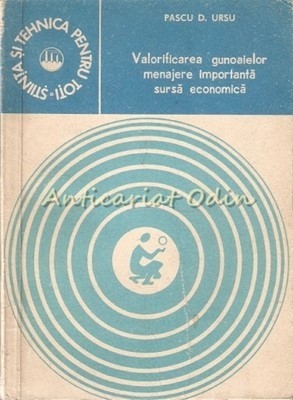 PASCU D. URSU
ŞTIINŢA ŞI TEHNICA PENTRU TOŢI
Valorificarea gunoaielor
menajere importantă
sursă economică
Anticariat Odin